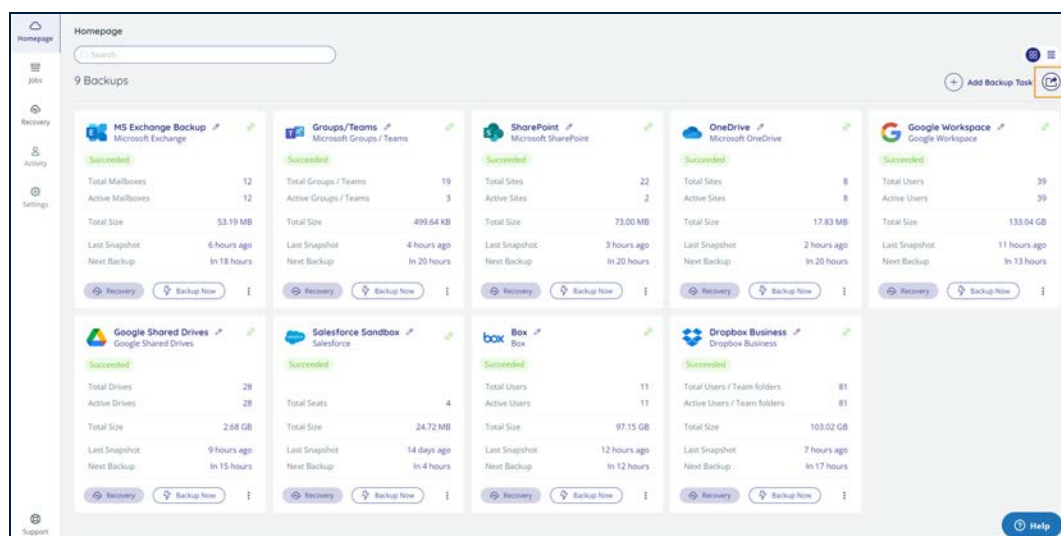 Homepage
Jobs
Recovery
Activity
Settings
Support
Homepage
Search
9 Backups
Add Backup Task
MS Exchange Backup
Microsoft Exchange
Succeeded
Total Mailboxes 12
Active Mailboxes 12
Total Size 53.19 MB
Last Snapshot 6 hours ago
Next Backup In 18 hours
Recovery Backup Now
Groups/Teams
Microsoft Groups / Teams
Succeeded
Total Groups / Teams 19
Active Groups / Teams 3
Total Size 499.64 KB
Last Snapshot 4 hours ago
Next Backup In 20 hours
Recovery Backup Now
SharePoint
Microsoft SharePoint
Succeeded
Total Sites 22
Active Sites 2
Total Size 73.00 MB
Last Snapshot 3 hours ago
Next Backup In 20 hours
Recovery Backup Now
OneDrive
Microsoft OneDrive
Succeeded
Total Sites 8
Active Sites 8
Total Size 17.83 MB
Last Snapshot 2 hours ago
Next Backup In 20 hours
Recovery Backup Now
Google Workspace
Google Workspace
Succeeded
Total Users 39
Active Users 39
Total Size 133.04 GB
Last Snapshot 11 hours ago
Next Backup In 13 hours
Recovery Backup Now
Google Shared Drives
Google Shared Drives
Succeeded
Total Drives 28
Active Drives 28
Total Size 2.68 GB
Last Snapshot 9 hours ago
Next Backup In 15 hours
Recovery Backup Now
Salesforce Sandbox
Salesforce
Succeeded
Total Seats 4
Total Size 24.72 MB
Last Snapshot 14 days ago
Next Backup In 4 hours
Recovery Backup Now
box Box
Box
Succeeded
Total Users 11
Active Users 11
Total Size 97.15 GB
Last Snapshot 12 hours ago
Next Backup In 12 hours
Recovery Backup Now
Dropbox Business
Dropbox Business
Succeeded
Total Users / Team folders 81
Active Users / Team folders 81
Total Size 103.02 GB
Last Snapshot 7 hours ago
Next Backup In 17 hours
Recovery Backup Now
Help